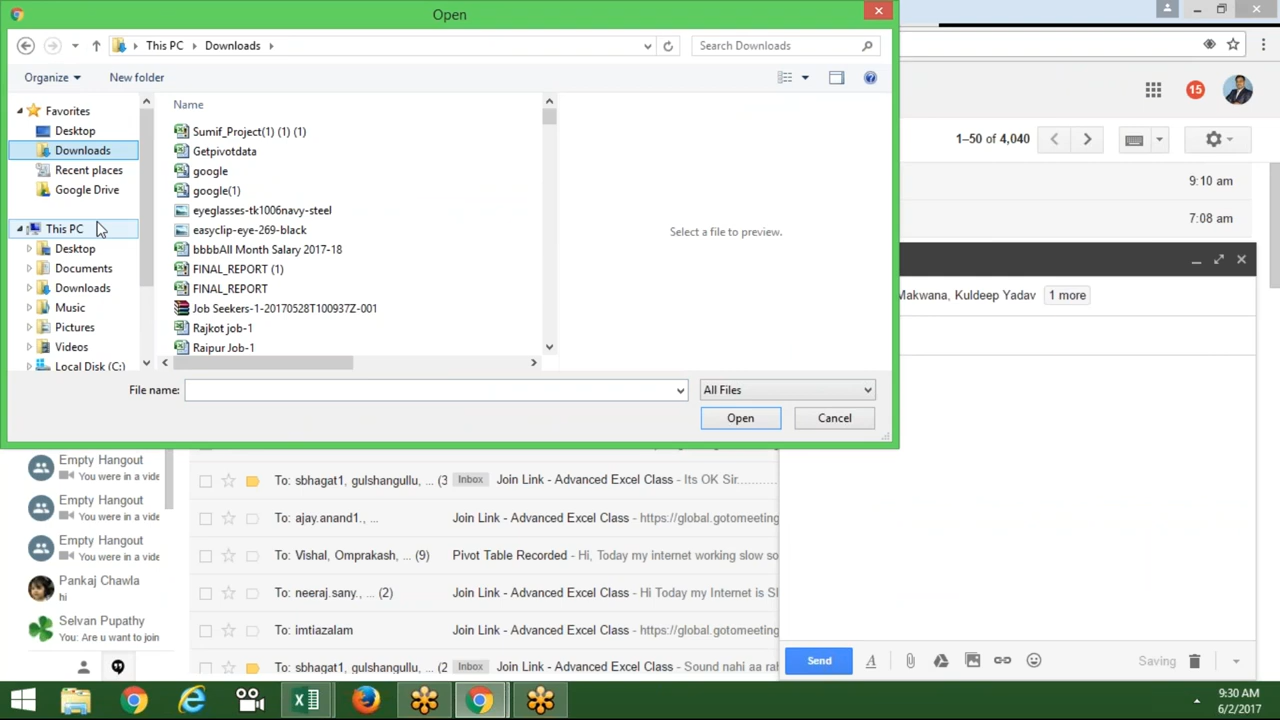 Open
This PC
Downloads
Search Downloads
Organize
New folder
Favorites
Desktop
Downloads
Recent places
Google Drive
This PC
Desktop
Documents
Downloads
Music
Pictures
Videos
Local Disk (C:)
Name
Sumif_Project(1) (1) (1)
Getpivotdata
google
google(1)
eyeglasses-tk1006navy-steel
easyclip-eye-269-black
bbbbAll Month Salary 2017-18
FINAL_REPORT (1)
FINAL_REPORT
Job Seekers-1-20170528T100937Z-001
Rajkot job-1
Raipur Job-1
Select a file to preview.
File name:
All Files
Open
Cancel
15
1–50 of 4,040
9:10 am
7:08 am
Makwana, Kuldeep Yadav 1 more
Empty Hangout
You were in a vide
Empty Hangout
You were in a vide
Empty Hangout
You were in a vide
Pankaj Chawla
hi
Selvan Pupathy
You: Are u want to join
To: sbhagat1, gulshangullu, ... (3 Inbox Join Link - Advanced Excel Class - Its OK Sir..........
To: ajay.anand1., ... Join Link - Advanced Excel Class - https://global.gotomeeting
To: Vishal, Omprakash, ... (9) Pivot Table Recorded - Hi, Today my internet working slow so
To: neeraj.sany., ... (2) Join Link - Advanced Excel Class - Hi Today my Internet is Sl
To: imtiazalam Join Link - Advanced Excel Class - https://global.gotomeeting
To: sbhagat1, gulshangullu, ... (2 Inbox Join Link - Advanced Excel Class - Sound nahi aa rah
Send
Saving
9:30 AM
6/2/2017